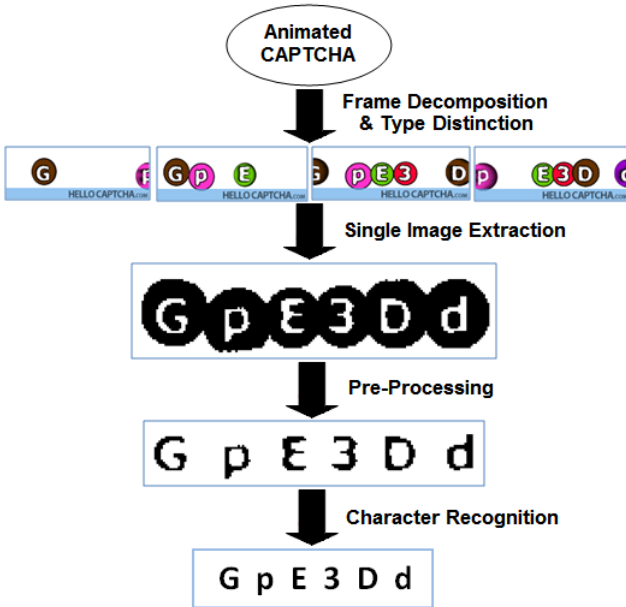 Animated
CAPTCHA
Frame Decomposition
& Type Distinction
G p
HELLO CAPTCHA.COM
G p E
HELLO CAPTCHA.COM
G p E 3 D
HELLO CAPTCHA.COM
p E 3 D d
HELLO CAPTCHA.COM
Single Image Extraction
G p E 3 D d
Pre-Processing
G p E 3 D d
Character Recognition
G p E 3 D d